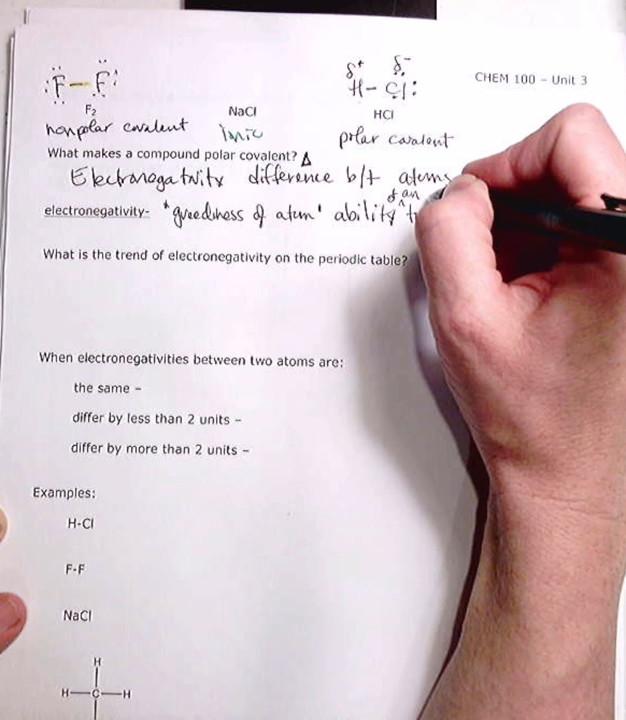 :F–F:
δ+ δ-
H–Cl:
CHEM 100 – Unit 3
F₂
NaCl
HCl
nonpolar covalent ionic polar covalent
What makes a compound polar covalent? Δ
Electronegativity difference b/t atoms
electronegativity- "greediness of atom" ability of an
What is the trend of electronegativity on the periodic table?
When electronegativities between two atoms are:
the same –
differ by less than 2 units –
differ by more than 2 units –
Examples:
H-Cl
F-F
NaCl
H
H—C—H